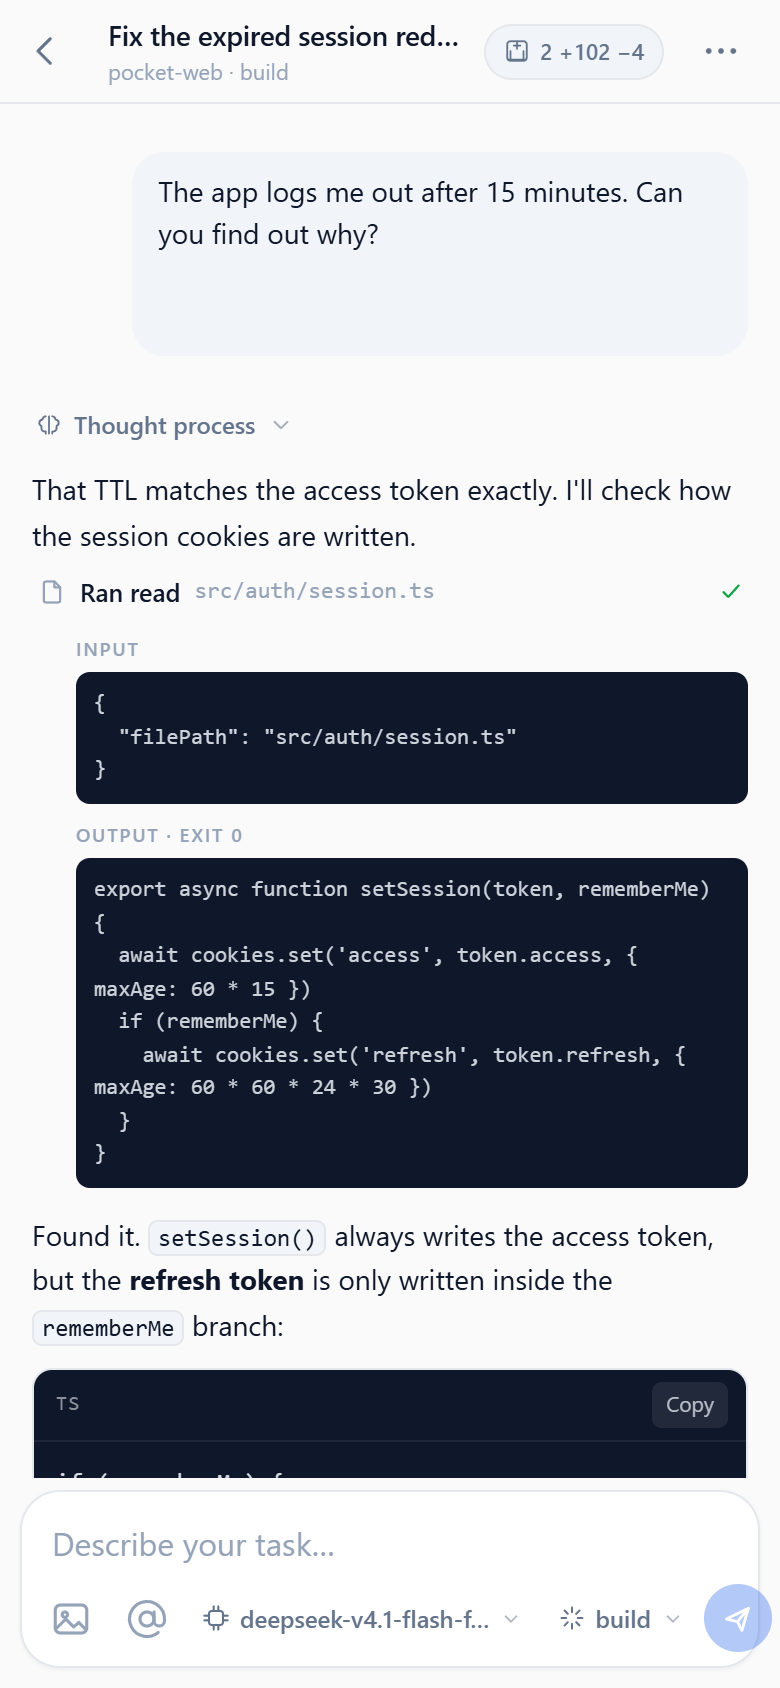 Fix the expired session red...
pocket-web · build
2 +102 −4
The app logs me out after 15 minutes. Can
you find out why?
Thought process
That TTL matches the access token exactly. I'll check how
the session cookies are written.
Ran read src/auth/session.ts
INPUT
{
  "filePath": "src/auth/session.ts"
}
OUTPUT · EXIT 0
export async function setSession(token, rememberMe)
{
  await cookies.set('access', token.access, {
maxAge: 60 * 15 })
  if (rememberMe) {
    await cookies.set('refresh', token.refresh, {
maxAge: 60 * 60 * 24 * 30 })
  }
}
Found it. setSession() always writes the access token,
but the refresh token is only written inside the
rememberMe branch:
TS
Copy
Describe your task...
deepseek-v4.1-flash-f...
build